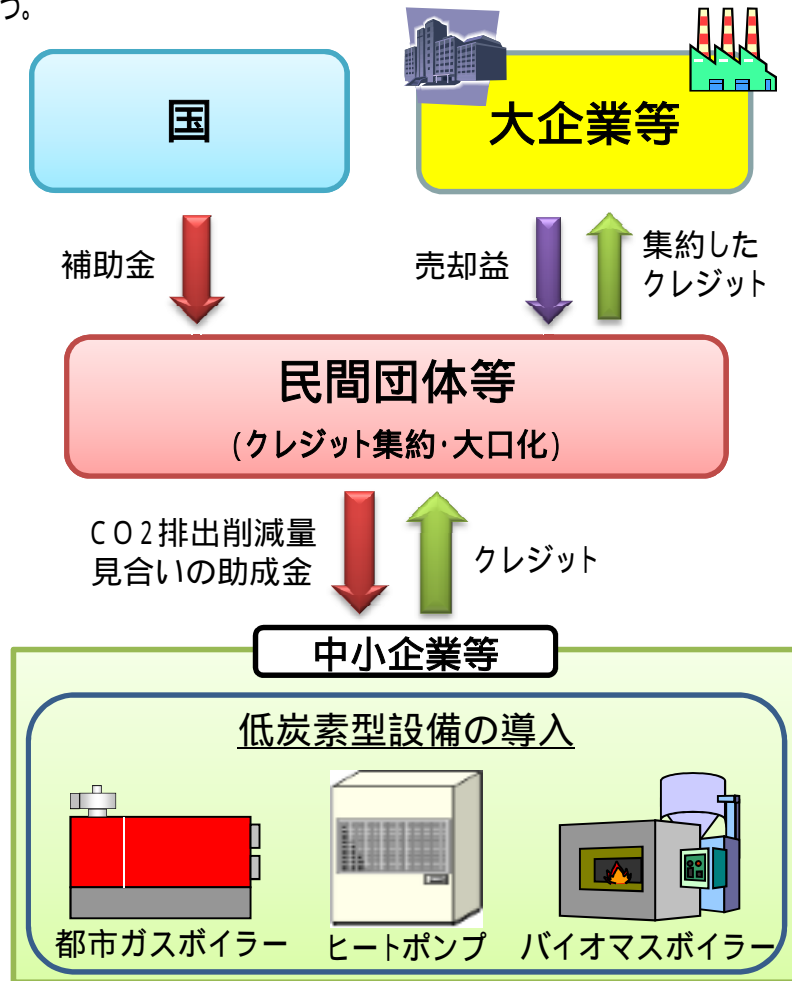 う。
国
大企業等
補助金
売却益
集約した
クレジット
民間団体等
(クレジット集約・大口化)
CO2排出削減量
見合いの助成金
クレジット
中小企業等
低炭素型設備の導入
都市ガスボイラー
ヒートポンプ
バイオマスボイラー